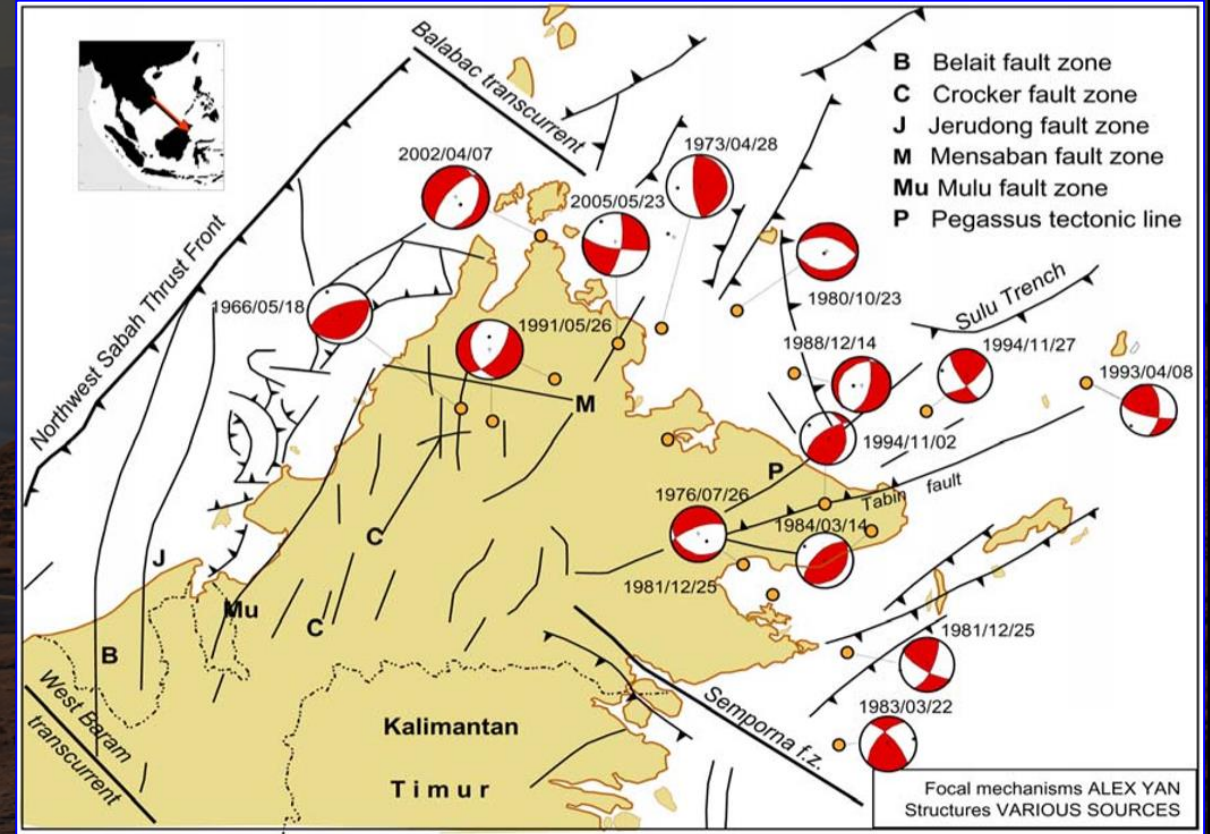 Balabac transcurrent
B Belait fault zone
C Crocker fault zone
J Jerudong fault zone
M Mensaban fault zone
Mu Mulu fault zone
P Pegassus tectonic line
1973/04/28
2002/04/07
2005/05/23
Northwest Sabah Thrust Front
1980/10/23
Sulu Trench
1966/05/18
1991/05/26
1988/12/14
1994/11/27
1993/04/08
M
1994/11/02
P
1976/07/26
Tabin fault
1984/03/14
C
J
1981/12/25
Mu
C
1981/12/25
B
West Baram
transcurrent
Semporna f.z.
1983/03/22
Kalimantan
Timur
Focal mechanisms ALEX YAN
Structures VARIOUS SOURCES